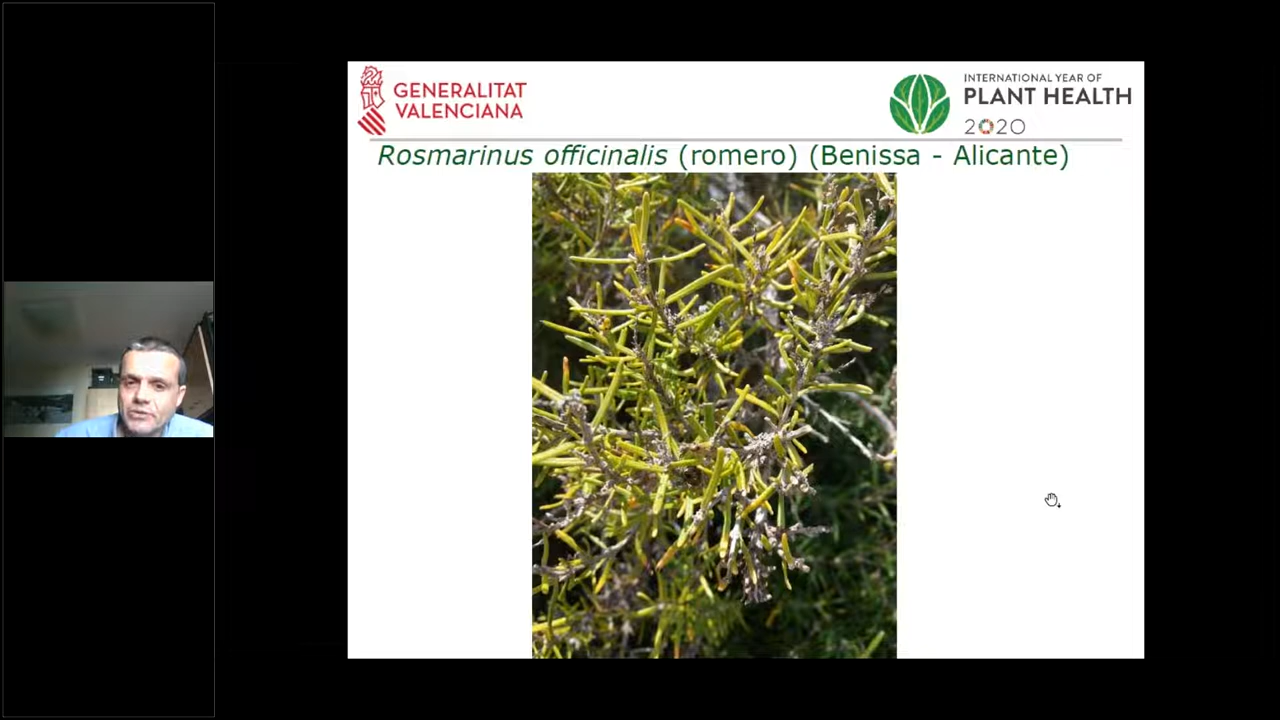 GENERALITAT
VALENCIANA
INTERNATIONAL YEAR OF
PLANT HEALTH
2020
Rosmarinus officinalis (romero) (Benissa - Alicante)